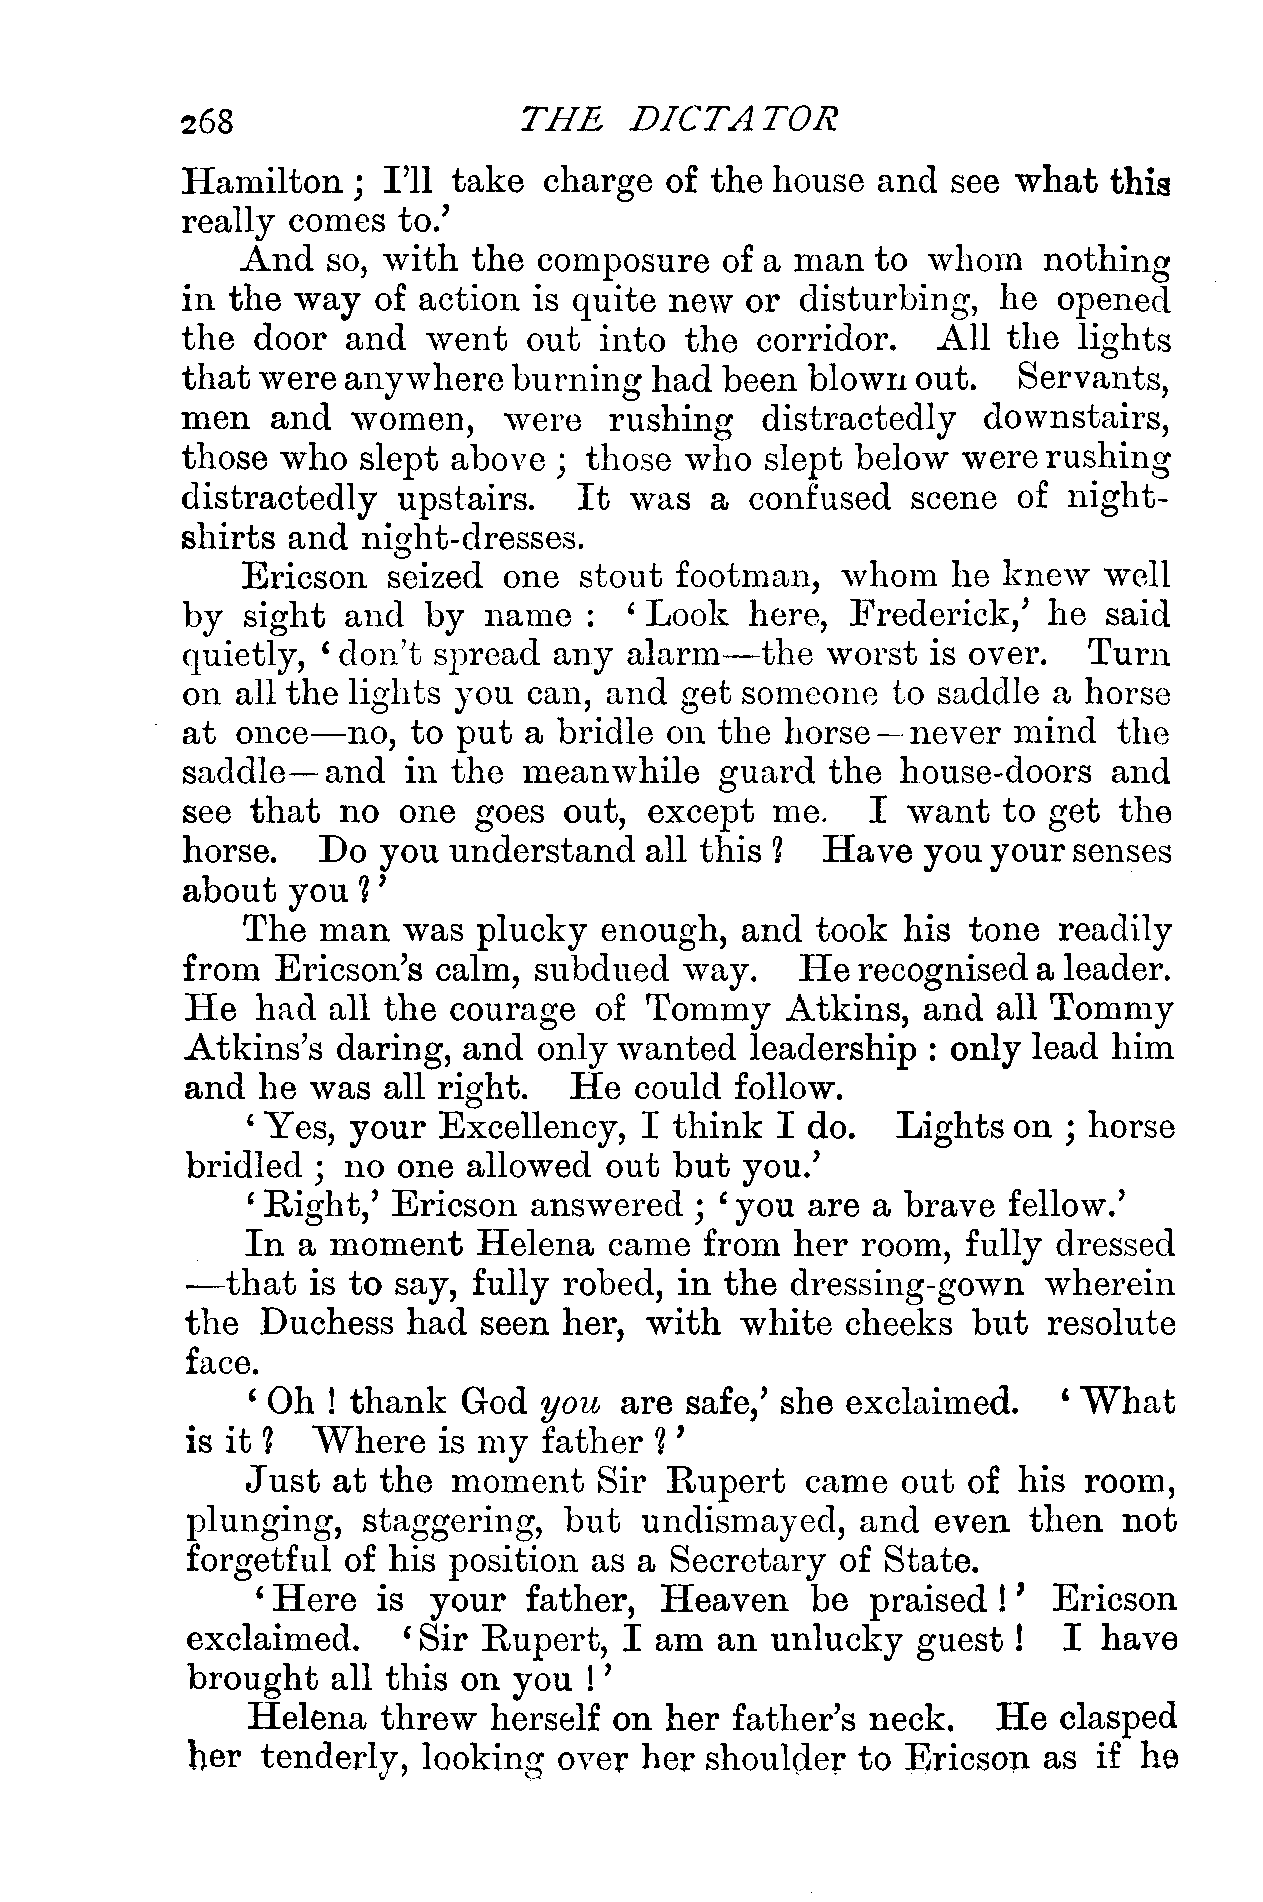 268 THE DICTATOR
Hamilton ; I'll take charge of the house and see what this
really comes to.'
And so, with the composure of a man to whom nothing
in the way of action is quite new or disturbing, he opened
the door and went out into the corridor. All the lights
that were anywhere burning had been blown out. Servants,
men and women, were rushing distractedly downstairs,
those who slept above ; those who slept below were rushing
distractedly upstairs. It was a confused scene of night-
shirts and night-dresses.
Ericson seized one stout footman, whom he knew well
by sight and by name : ‘ Look here, Frederick,’ he said
quietly, ‘ don't spread any alarm—the worst is over. Turn
on all the lights you can, and get someone to saddle a horse
at once—no, to put a bridle on the horse—never mind the
saddle—and in the meanwhile guard the house-doors and
see that no one goes out, except me. I want to get the
horse. Do you understand all this ? Have you your senses
about you ? ’
The man was plucky enough, and took his tone readily
from Ericson's calm, subdued way. He recognised a leader.
He had all the courage of Tommy Atkins, and all Tommy
Atkins's daring, and only wanted leadership : only lead him
and he was all right. He could follow.
‘ Yes, your Excellency, I think I do. Lights on ; horse
bridled ; no one allowed out but you.’
‘ Right,’ Ericson answered ; ‘ you are a brave fellow.’
In a moment Helena came from her room, fully dressed
—that is to say, fully robed, in the dressing-gown wherein
the Duchess had seen her, with white cheeks but resolute
face.
‘ Oh ! thank God you are safe,’ she exclaimed. ‘ What
is it ? Where is my father ? ’
Just at the moment Sir Rupert came out of his room,
plunging, staggering, but undismayed, and even then not
forgetful of his position as a Secretary of State.
‘ Here is your father, Heaven be praised ! ’ Ericson
exclaimed. ‘ Sir Rupert, I am an unlucky guest ! I have
brought all this on you ! ’
Helena threw herself on her father's neck. He clasped
her tenderly, looking over her shoulder to Ericson as if he